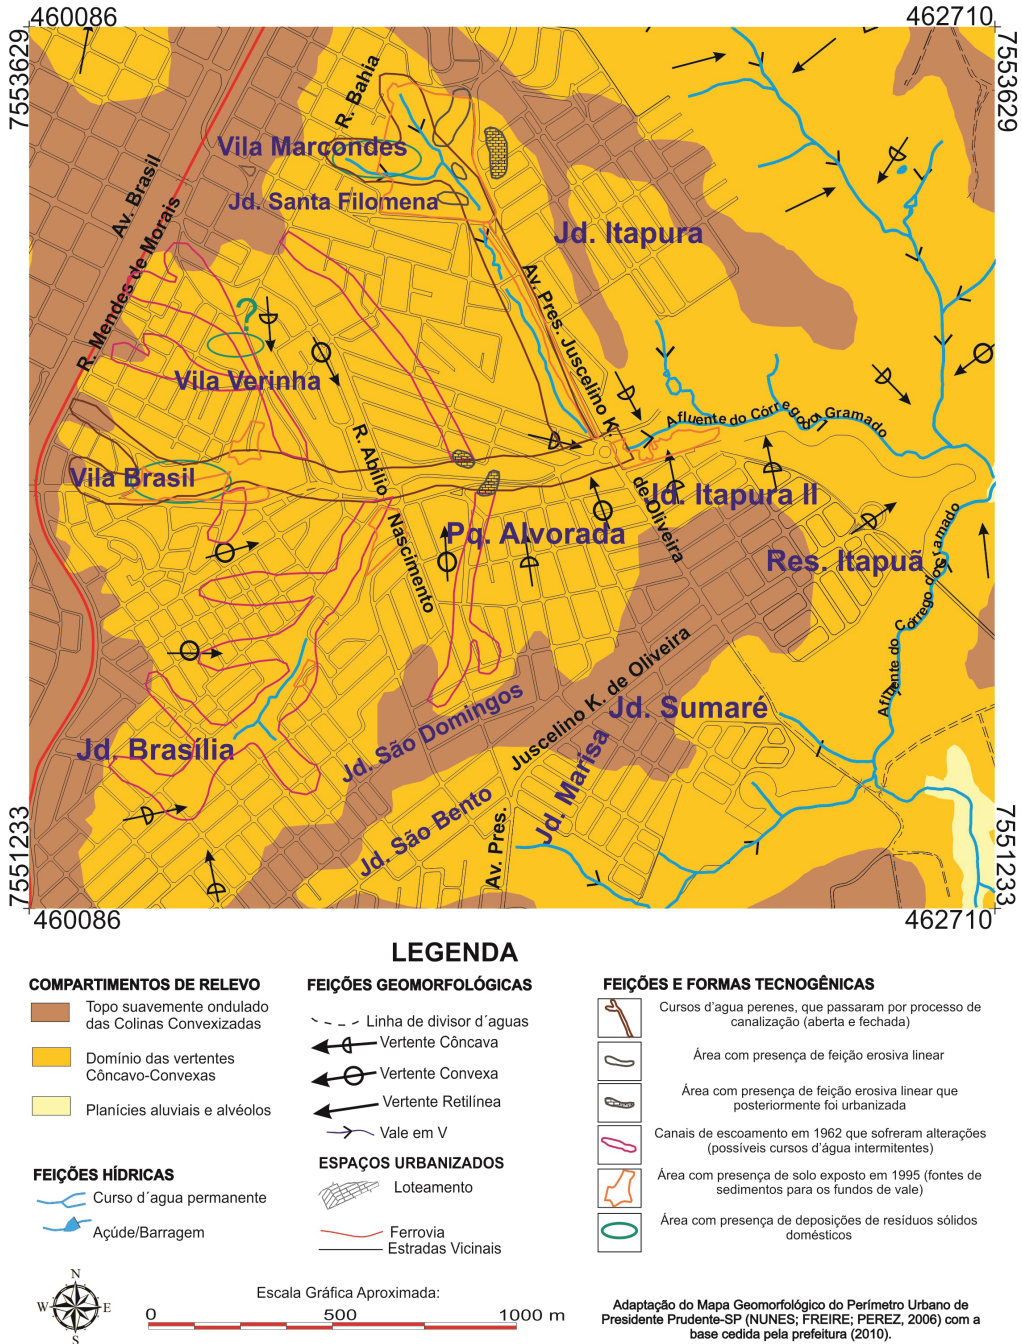 460086
462710
7553629
7553629
R. Bahia
Vila Marcondes
Av. Brasil
Jd. Santa Filomena
R. Mendes de Morais
Jd. Itapura
Av. Pres. Juscelino K.
de Oliveira
?
Vila Verinha
Afluente do Córrego do Gramado
R. Abilio
Nascimento
Vila Brasil
Jd. Itapura II
Pq. Alvorada
Res. Itapuã
Afluente do Córrego do Gramado
Juscelino K. de Oliveira
Av. Pres.
Jd. Sumaré
Jd. São Domingos
Jd. Brasília
Jd. Marisa
Jd. São Bento
7551233
7551233
460086
462710
LEGENDA
COMPARTIMENTOS DE RELEVO
Topo suavemente ondulado
das Colinas Convexizadas
Domínio das vertentes
Côncavo-Convexas
Planícies aluviais e alvéolos
FEIÇÕES HÍDRICAS
Curso d´agua permanente
Açúde/Barragem
FEIÇÕES GEOMORFOLÓGICAS
Linha de divisor d´aguas
Vertente Côncava
Vertente Convexa
Vertente Retilínea
Vale em V
ESPAÇOS URBANIZADOS
Loteamento
Ferrovia
Estradas Vicinais
FEIÇÕES E FORMAS TECNOGÊNICAS
Cursos d'agua perenes, que passaram por processo de
canalização (aberta e fechada)
Área com presença de feição erosiva linear
Área com presença de feição erosiva linear que
posteriormente foi urbanizada
Canais de escoamento em 1962 que sofreram alterações
(possíveis cursos d'água intermitentes)
Área com presença de solo exposto em 1995 (fontes de
sedimentos para os fundos de vale)
Área com presença de deposições de resíduos sólidos
domésticos
N
W
E
S
Escala Gráfica Aproximada:
0 500 1000 m
Adaptação do Mapa Geomorfológico do Perímetro Urbano de
Presidente Prudente-SP (NUNES; FREIRE; PEREZ, 2006) com a
base cedida pela prefeitura (2010).